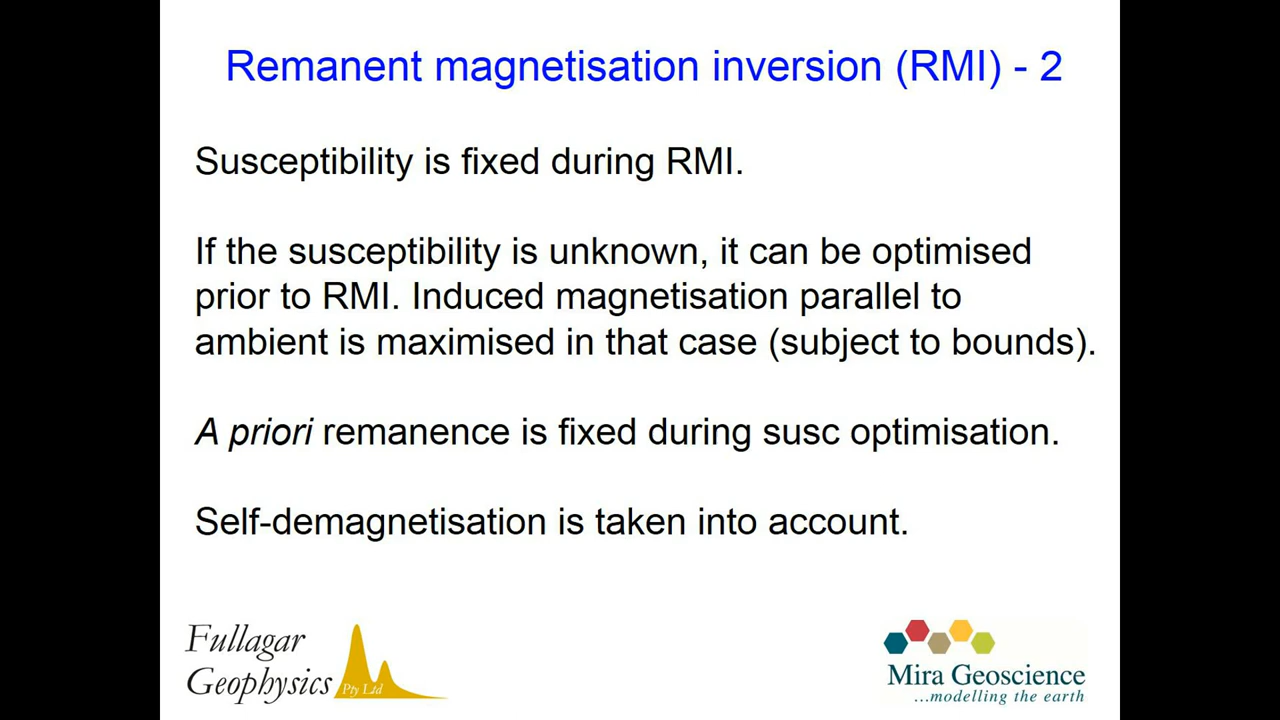 Remanent magnetisation inversion (RMI) - 2
Susceptibility is fixed during RMI.
If the susceptibility is unknown, it can be optimised
prior to RMI. Induced magnetisation parallel to
ambient is maximised in that case (subject to bounds).
A priori remanence is fixed during susc optimisation.
Self-demagnetisation is taken into account.
Fullagar
Geophysics Pty Ltd
Mira Geoscience
...modelling the earth